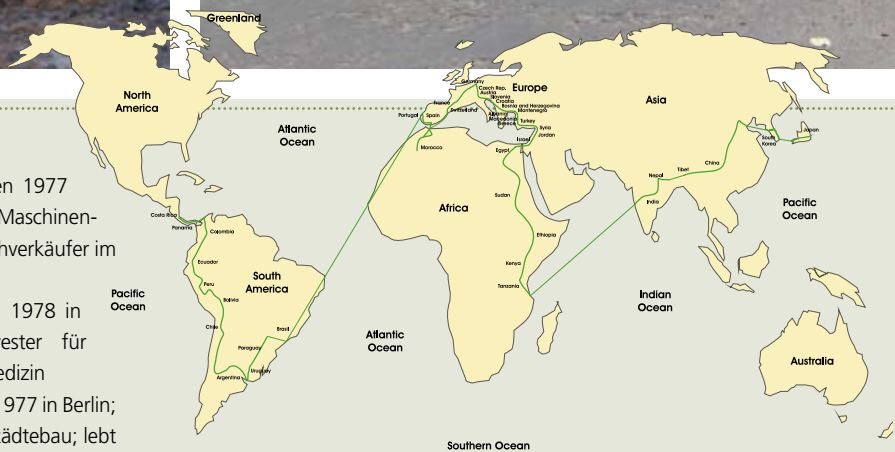 Greenland
North
America
Atlantic
Ocean
Europe
Asia
Germany
Czech Rep.
Austria
Slovenia
Croatia
Bosnia and Herzegovina
Montenegro
France
Switzerland
Albania
Macedonia
Greece
Portugal
Spain
Turkey
Syria
Jordan
Israel
Morocco
Egypt
Japan
South
Korea
China
Tibet
Nepal
India
Pacific
Ocean
Africa
Sudan
Ethiopia
Kenya
Tanzania
Costa Rica
Panama
Colombia
Ecuador
Peru
Bolivia
South
America
Brasil
Chile
Paraguay
Uruguay
Argentina
Pacific
Ocean
Atlantic
Ocean
Indian
Ocean
Australia
Southern Ocean
en 1977
Maschinen-
hverkäufer im
1978 in
ester für
edizin
1977 in Berlin;
tädtebau; lebt